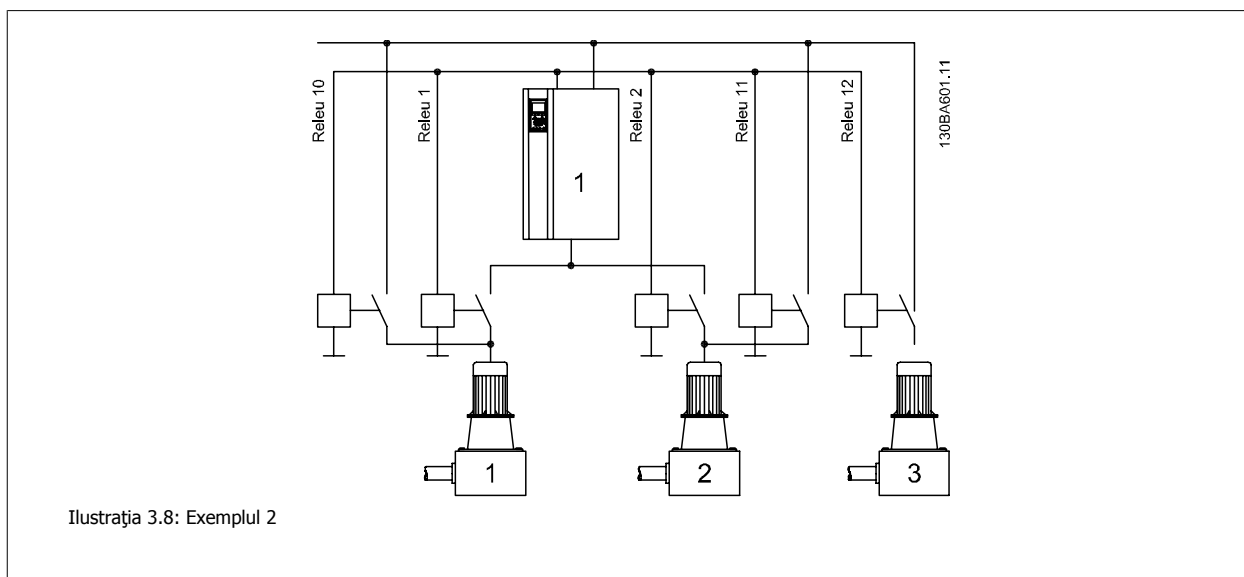 Releu 10
Releu 1
Releu 2
Releu 11
Releu 12
130BA601.11
1
1
2
3
Ilustraţia 3.8: Exemplul 2